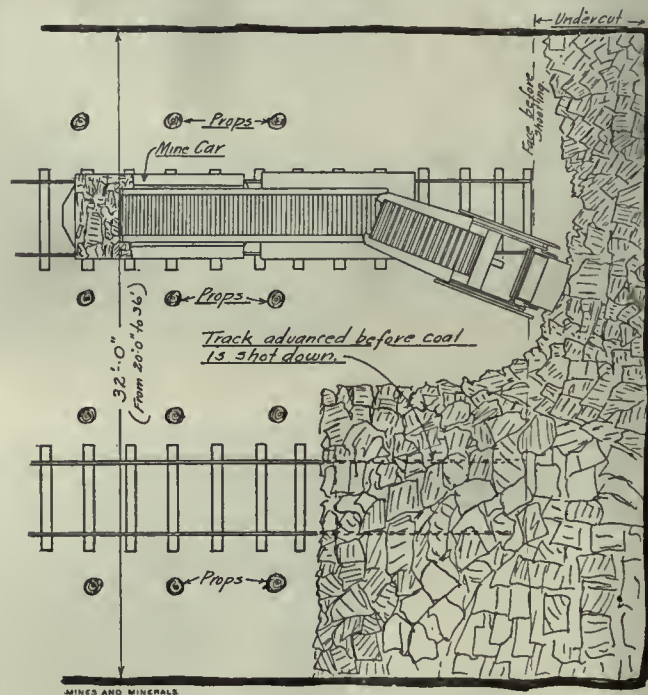 Undercut
Face before
shooting.
Props
Mine Car
Props
Track advanced before coal
is shot down.
32'-0"
(From 20'0" to 36')
Props
MINES AND MINERALS